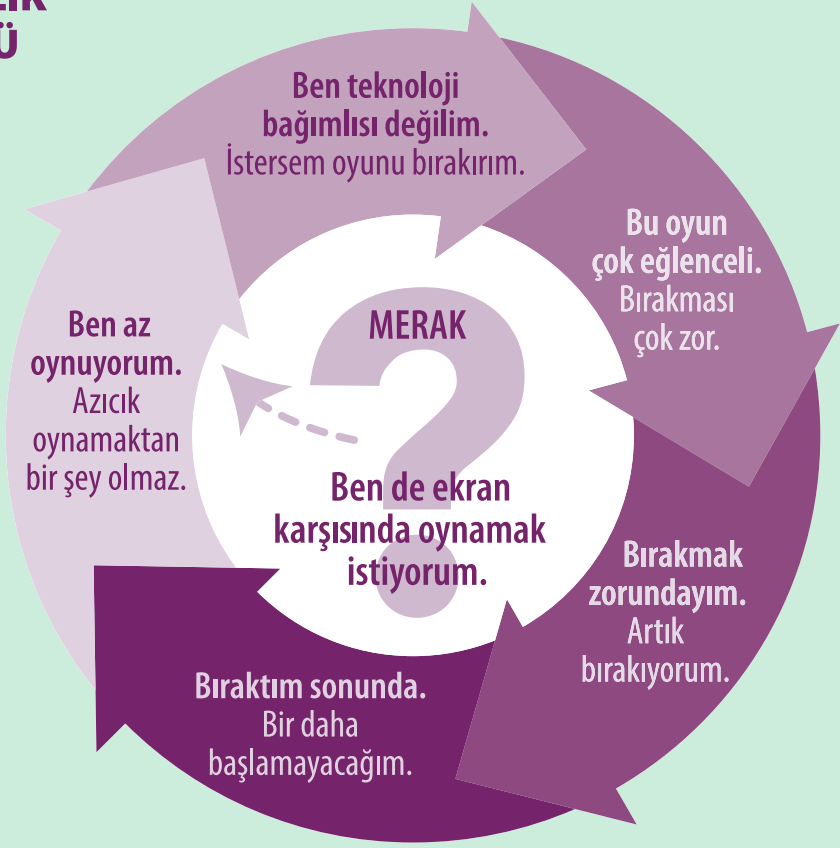 Ben teknoloji
bağımlısı değilim.
İstersem oyunu bırakırım.
Bu oyun
çok eğlenceli.
Bırakması
çok zor.
Bırakmak
zorundayım.
Artık
bırakıyorum.
Bıraktım sonunda.
Bir daha
başlamayacağım.
Ben az
oynuyorum.
Azıcık
oynamaktan
bir şey olmaz.
MERAK
?
Ben de ekran
karşısında oynamak
istiyorum.